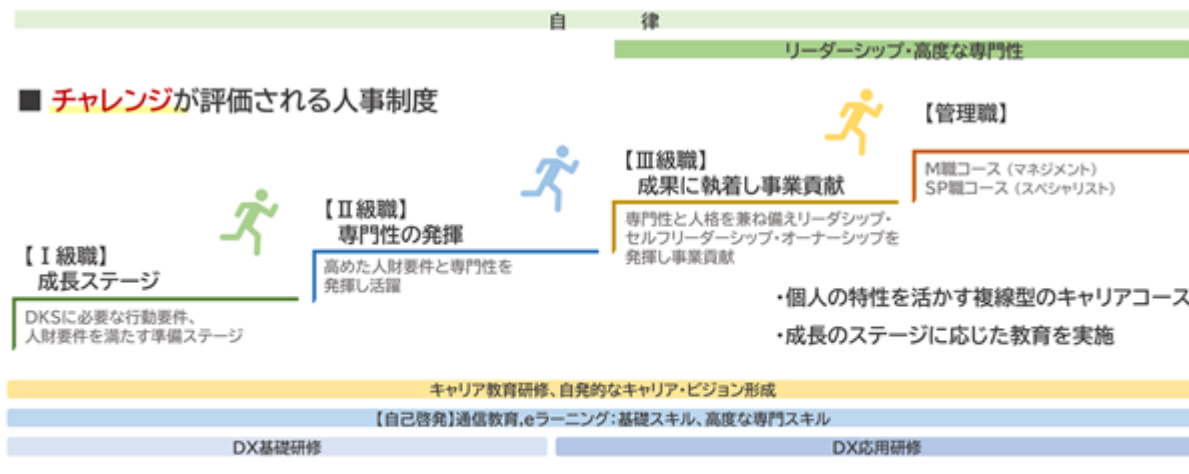 自 律
リーダーシップ・高度な専門性
■ チャレンジが評価される人事制度
【管理職】
M職コース (マネジメント)
SP職コース (スペシャリスト)
【Ⅲ級職】
成果に執着し事業貢献
専門性と人格を兼ね備えリーダシップ・
セルフリーダーシップ・オーナーシップを
発揮し事業貢献
【Ⅱ級職】
専門性の発揮
高めた人財要件と専門性を
発揮し活躍
【Ⅰ級職】
成長ステージ
DKSに必要な行動要件、
人財要件を満たす準備ステージ
・個人の特性を活かす複線型のキャリアコース
・成長のステージに応じた教育を実施
キャリア教育研修、自発的なキャリア・ビジョン形成
【自己啓発】通信教育,eラーニング:基礎スキル、高度な専門スキル
DX基礎研修
DX応用研修